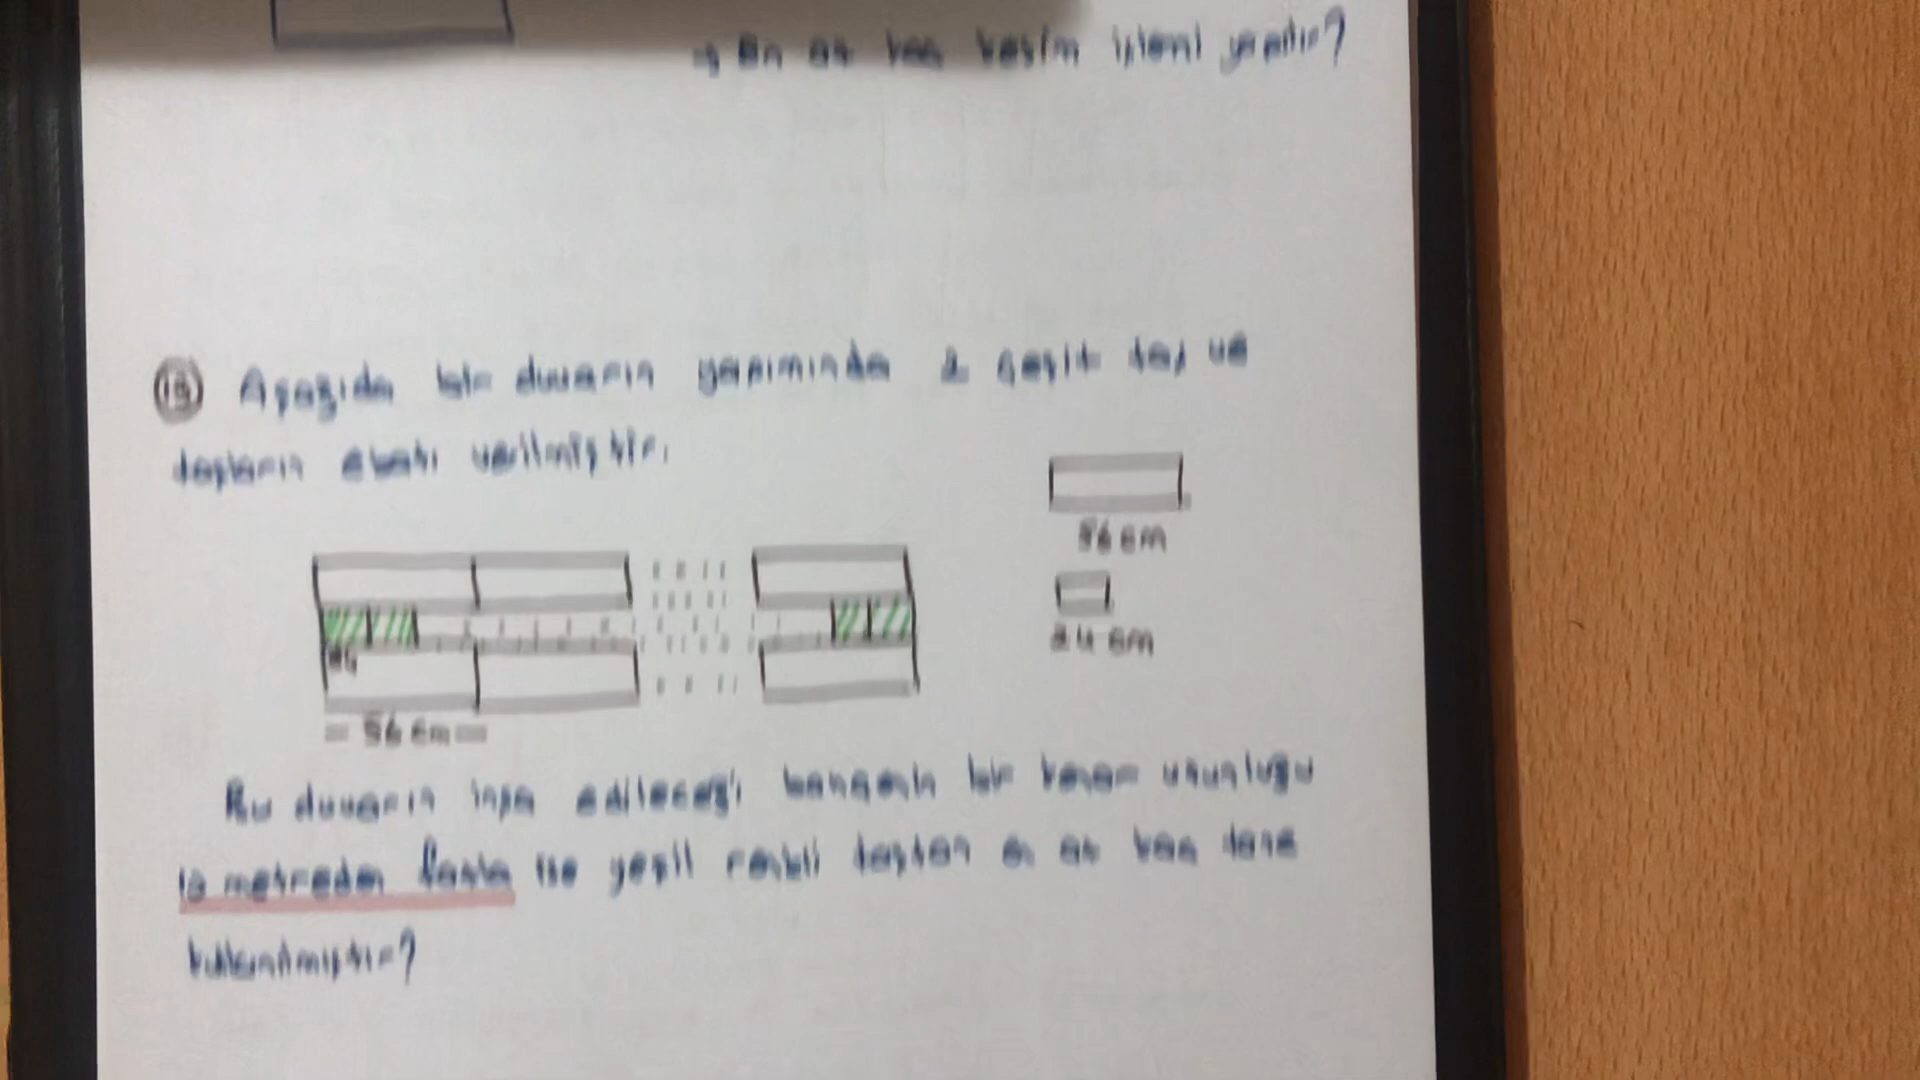 → En az kaç kesim işlemi yapılır?
15 Aşağıda bir duvarın yapımında 2 çeşit taş ve
taşların ebatı verilmiştir.
56 cm
24 cm
24
56 cm
Bu duvarın inşa edileceği bahçenin bir kenar uzunluğu
10 metreden fazla ise yeşil renkli taştan en az kaç tane
kullanılmıştır?